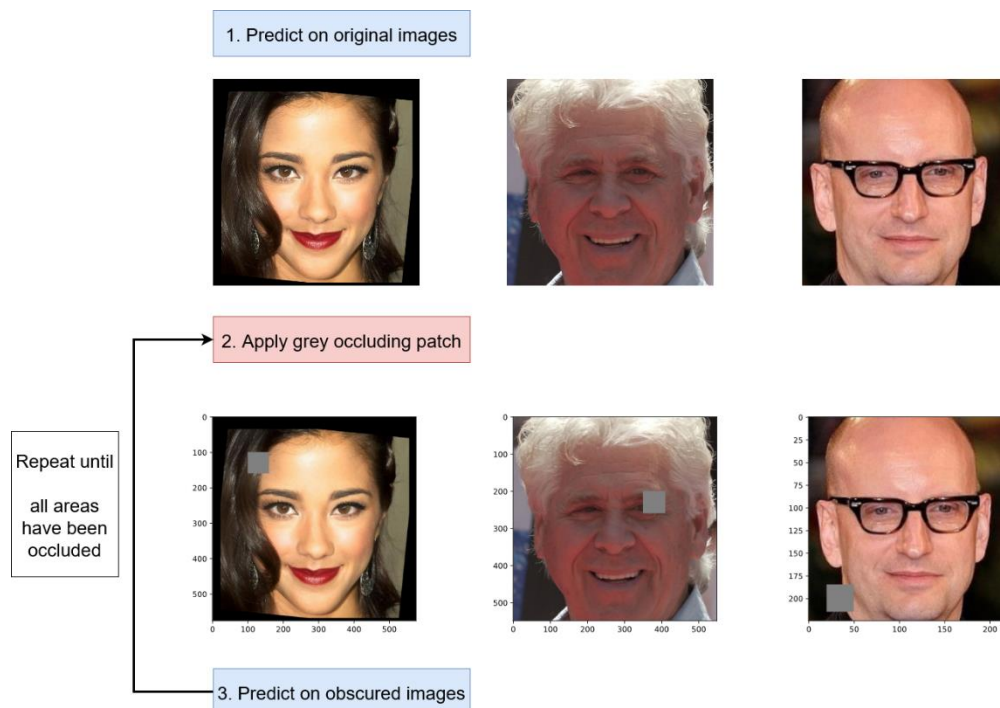 1. Predict on original images
2. Apply grey occluding patch
Repeat until
all areas
have been
occluded
0
100
200
300
400
500
0 100 200 300 400 500
0
100
200
300
400
500
0 100 200 300 400 500
0
25
50
75
100
125
150
175
200
0 50 100 150 200
3. Predict on obscured images